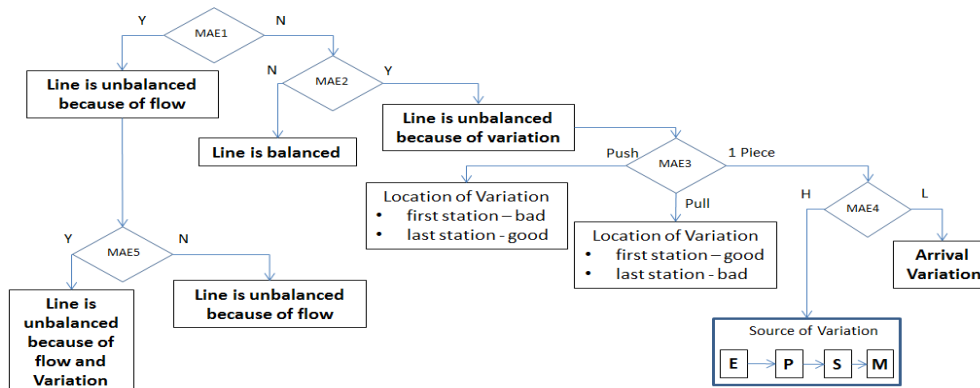 Y
MAE1
N
Line is unbalanced
because of flow
N
MAE2
Y
Line is balanced
Line is unbalanced
because of variation
Push
MAE3
1 Piece
Pull
Location of Variation
• first station – bad
• last station - good
Location of Variation
• first station – good
• last station - bad
H
MAE4
L
Arrival
Variation
Y
MAE5
N
Line is
unbalanced
because of
flow and
Variation
Line is unbalanced
because of flow
Source of Variation
E P S M